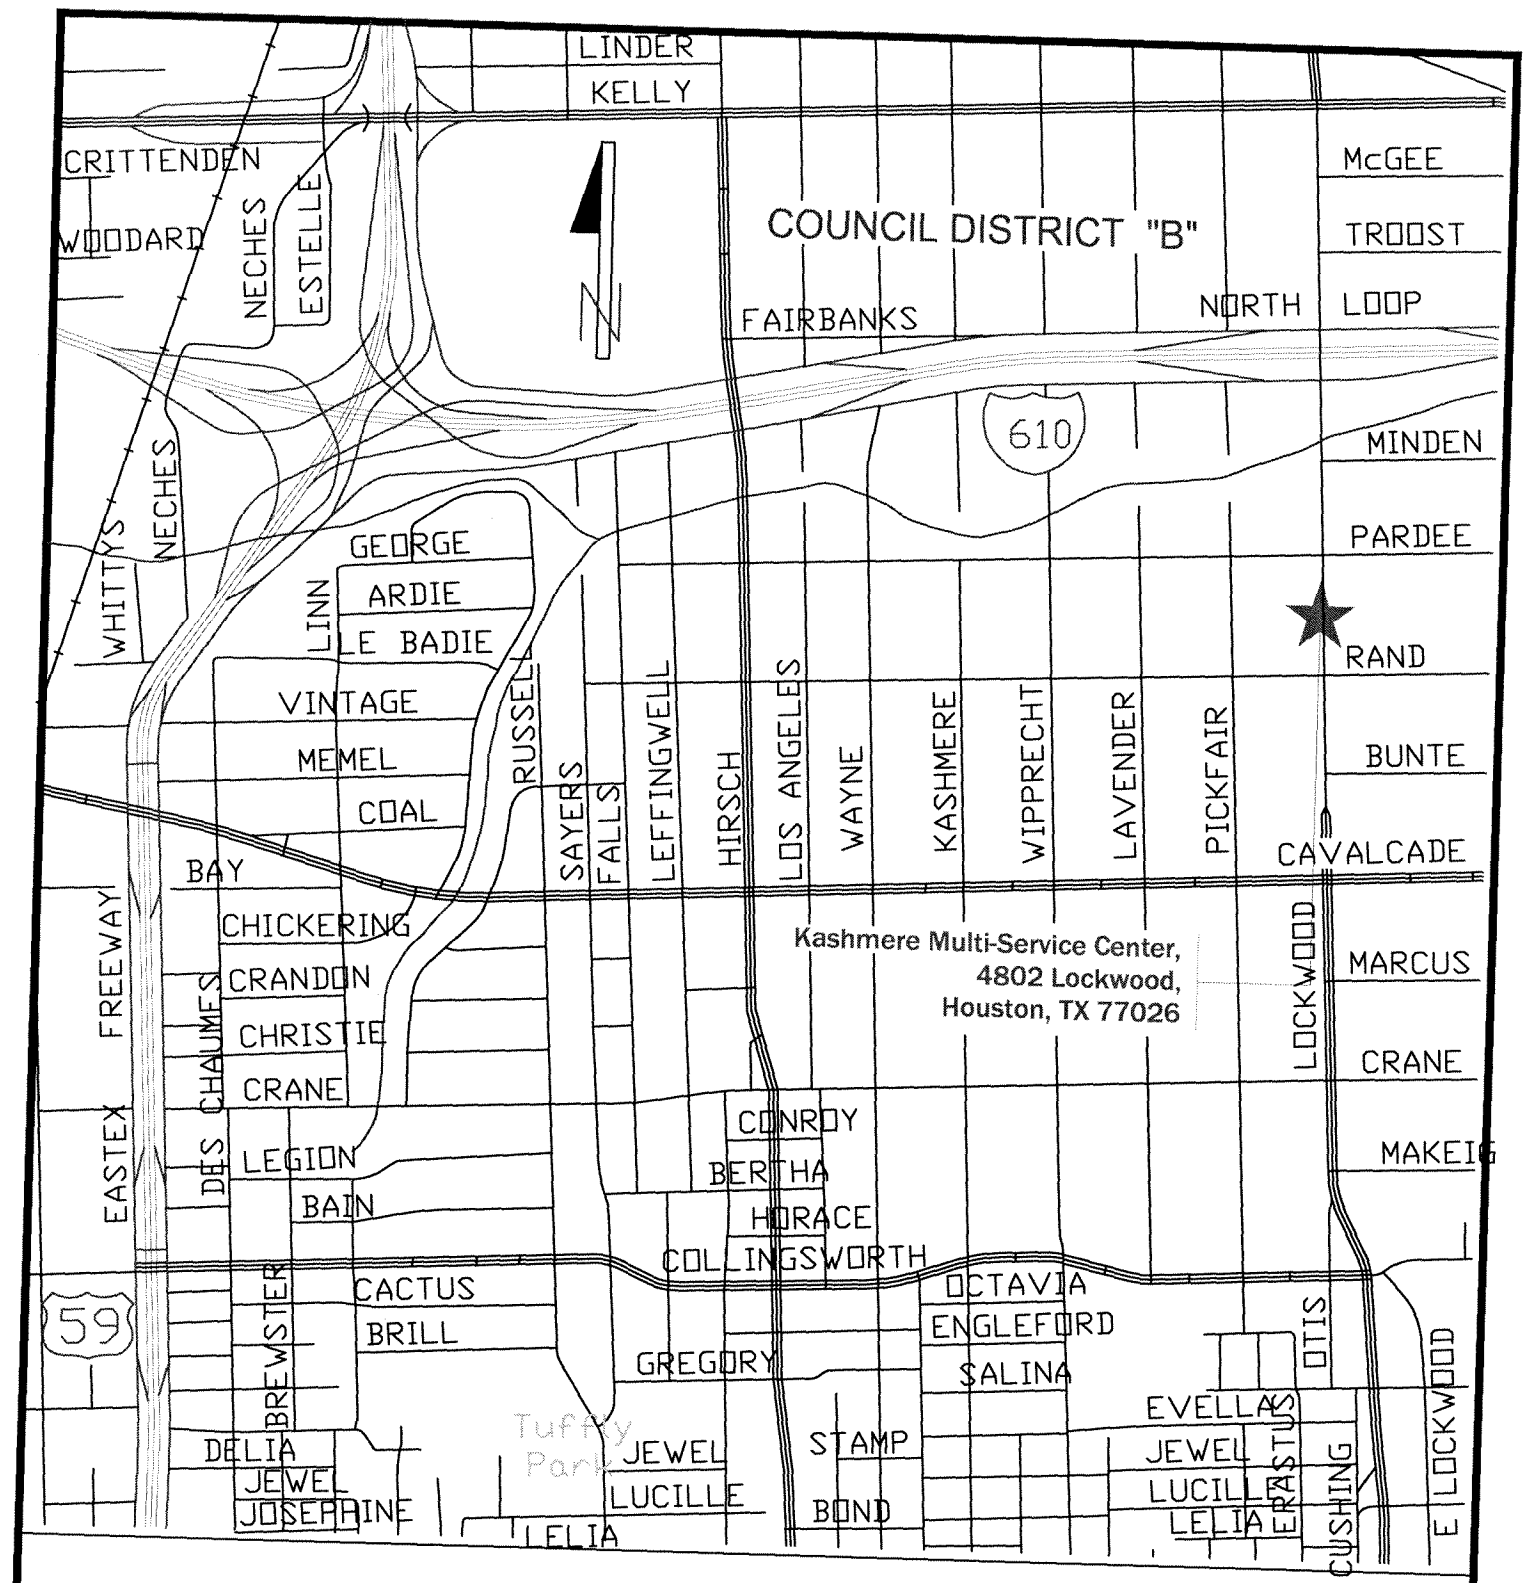 LINDER
KELLY
CRITTENDEN
McGEE
WOODARD
NECHES
ESTELLE
COUNCIL DISTRICT "B"
TROOST
N
FAIRBANKS
NORTH LOOP
610
MINDEN
NECHES
WHITTYS
GEORGE
PARDEE
LINN
ARDIE
LE BADIE
RAND
VINTAGE
RUSSELL
MEMEL
COAL
SAYERS
FALLS
LEFFINGWELL
HIRSCH
LOS ANGELES
WAYNE
KASHMERE
WIPPRECHT
LAVENDER
PICKFAIR
BUNTE
CAVALCADE
BAY
CHICKERING
EASTEX FREEWAY
Kashmere Multi-Service Center,
4802 Lockwood,
Houston, TX 77026
LOCKWOOD
MARCUS
CRANDON
DES CHAUMES
CHRISTIE
CRANE
CRANE
CONROY
LEGION
BERTHA
MAKEIG
BAIN
HORACE
COLLINGSWORTH
CACTUS
OCTAVIA
59
BREWSTER
BRILL
ENGLEFORD
OTIS
GREGORY
SALINA
E LOCKWOOD
Tuffly
Park
EVELLA
ERASTUS
DELIA
JEWEL
STAMP
JEWEL
CUSHING
JEWEL
LUCILLE
LUCILLE
JOSEPHINE
BOND
LELIA
LELIA